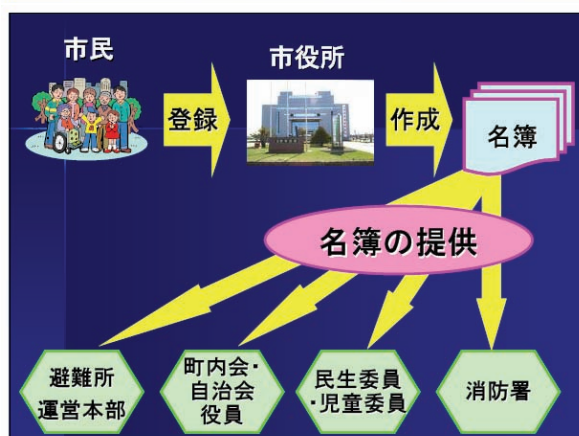 市民
市役所
登録
作成
名簿
名簿の提供
避難所
運営本部
町内会・
自治会
役員
民生委員
・児童委員
消防署